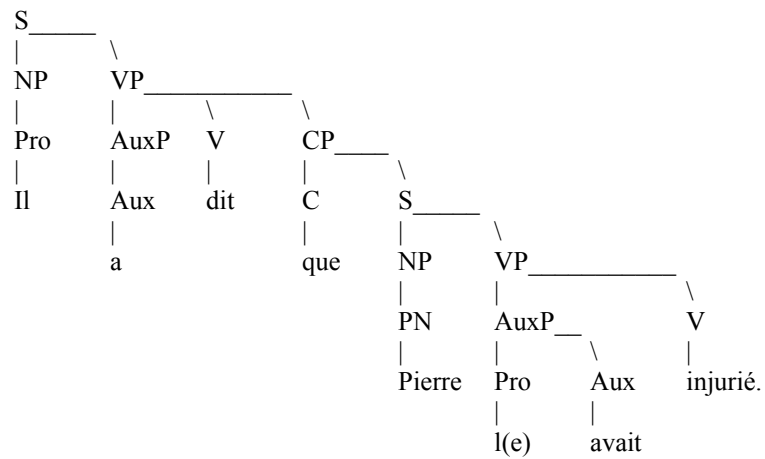 S
NP VP
Pro AuxP V CP
Il Aux dit C S
a que NP VP
PN AuxP V
Pierre Pro Aux injurié.
l(e) avait